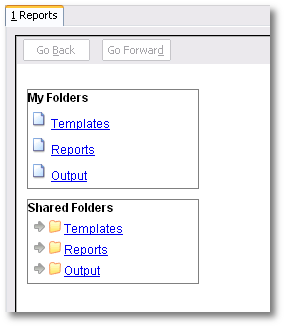 1 Reports
Go Back Go Forward
My Folders
Templates
Reports
Output
Shared Folders
Templates
Reports
Output